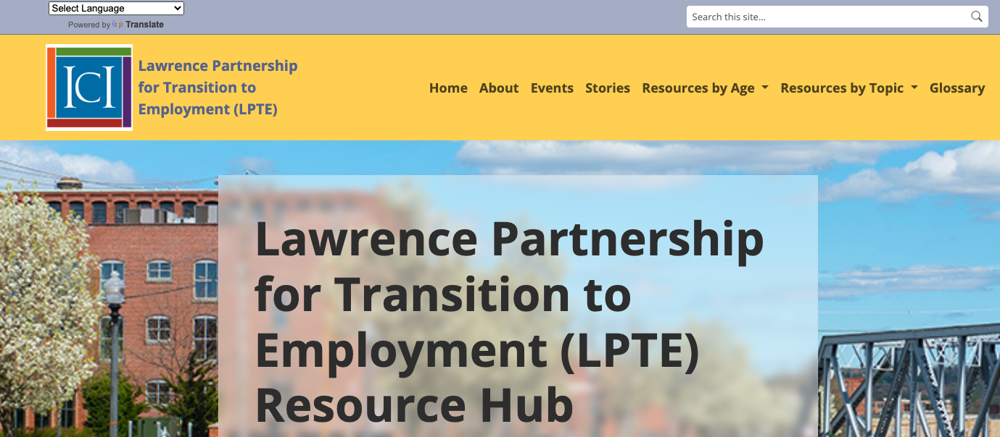 Select Language
Powered by Translate
Search this site...
ICI
Lawrence Partnership
for Transition to
Employment (LPTE)
Home About Events Stories Resources by Age Resources by Topic Glossary
Lawrence Partnership
for Transition to
Employment (LPTE)
Resource Hub